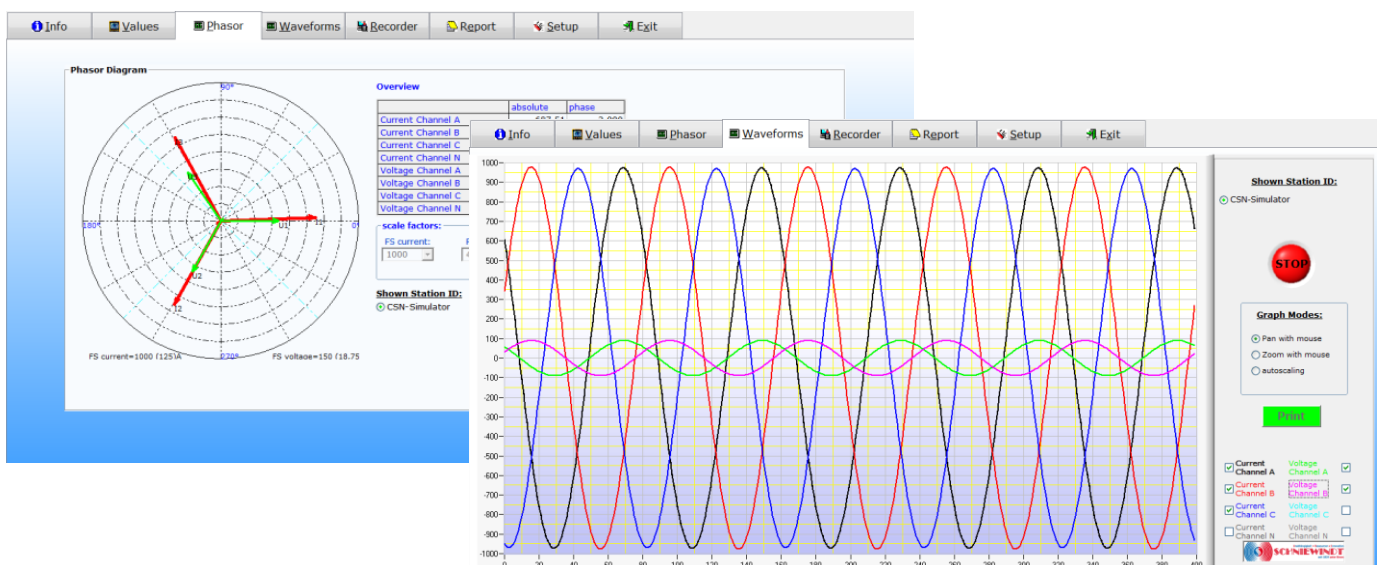 Info Values Phasor Waveforms Recorder Report Setup Exit
Phasor Diagram
90°
180°
0°
270°
I3
U1
I1
U2
I2
FS current=1000 (125)A
FS voltage=150 (18.75
Overview
absolute phase
Current Channel A
Current Channel B
Current Channel C
Current Channel N
Voltage Channel A
Voltage Channel B
Voltage Channel C
Voltage Channel N
scale factors:
FS current:
1000
Shown Station ID:
CSN-Simulator
Info Values Phasor Waveforms Recorder Report Setup Exit
1000
900
800
700
600
500
400
300
200
100
0
-100
-200
-300
-400
-500
-600
-700
-800
-900
-1000
0 20 40 60 80 100 120 140 160 180 200 220 240 260 280 300 320 340 360 380 400
Shown Station ID:
CSN-Simulator
STOP
Graph Modes:
Pan with mouse
Zoom with mouse
autoscaling
Print
Current Channel A
Voltage Channel A
Current Channel B
Voltage Channel B
Current Channel C
Voltage Channel C
Current Channel N
Voltage Channel N
SCHNIEWINDT